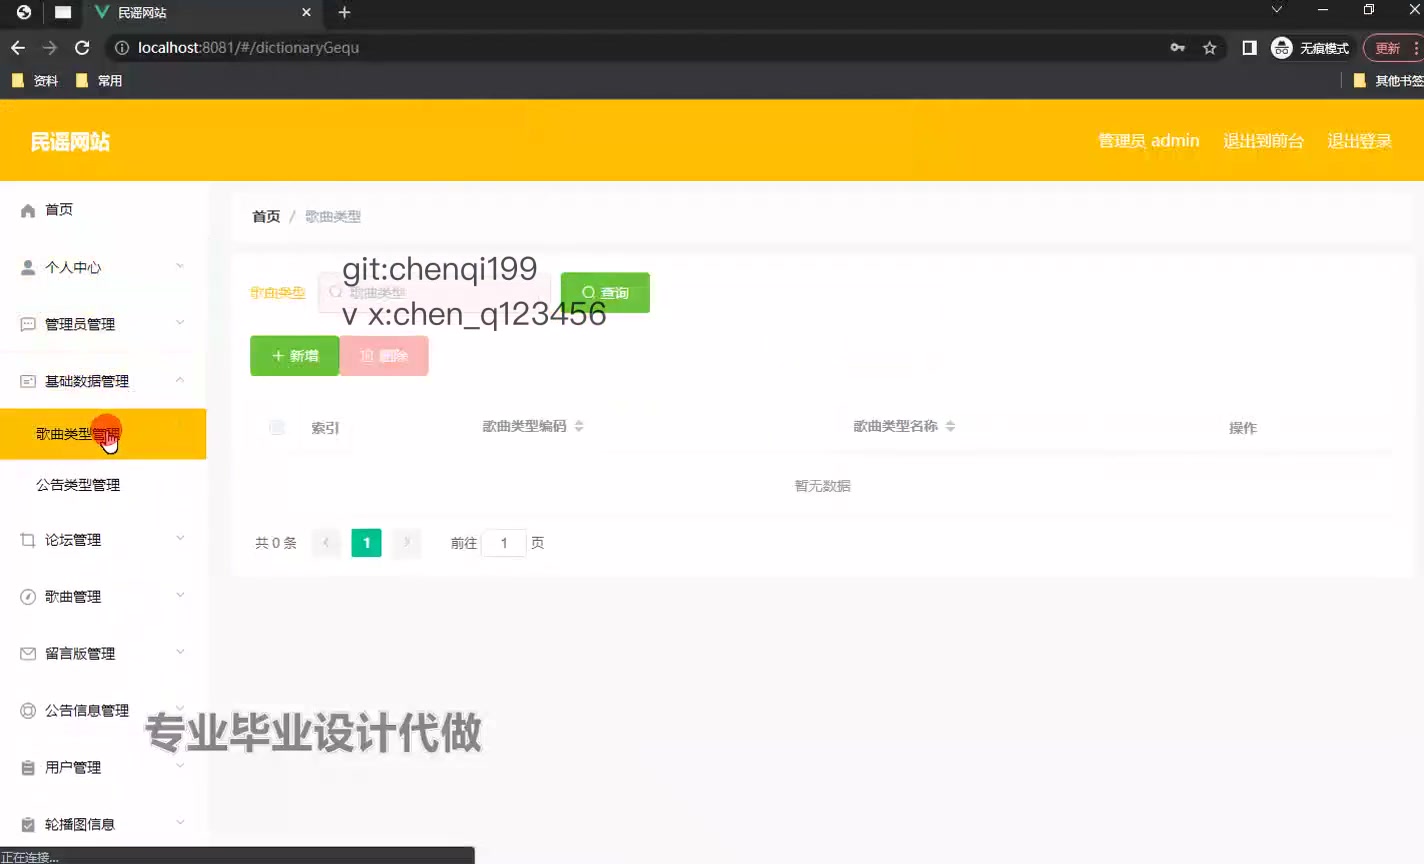 民谣网站
localhost:8081/#/dictionaryGequ
无痕模式
更新
资料
常用
其他书签
民谣网站
管理员 admin
退出到前台
退出登录
首页
个人中心
管理员管理
基础数据管理
歌曲类型管理
公告类型管理
论坛管理
歌曲管理
留言版管理
公告信息管理
用户管理
轮播图信息
首页 / 歌曲类型
git:chenqi199
歌曲类型
歌曲类型
查询
v x:chen_q123456
新增
删除
索引
歌曲类型编码
歌曲类型名称
操作
暂无数据
共 0 条
1
前往 1 页
专业毕业设计代做
正在连接...